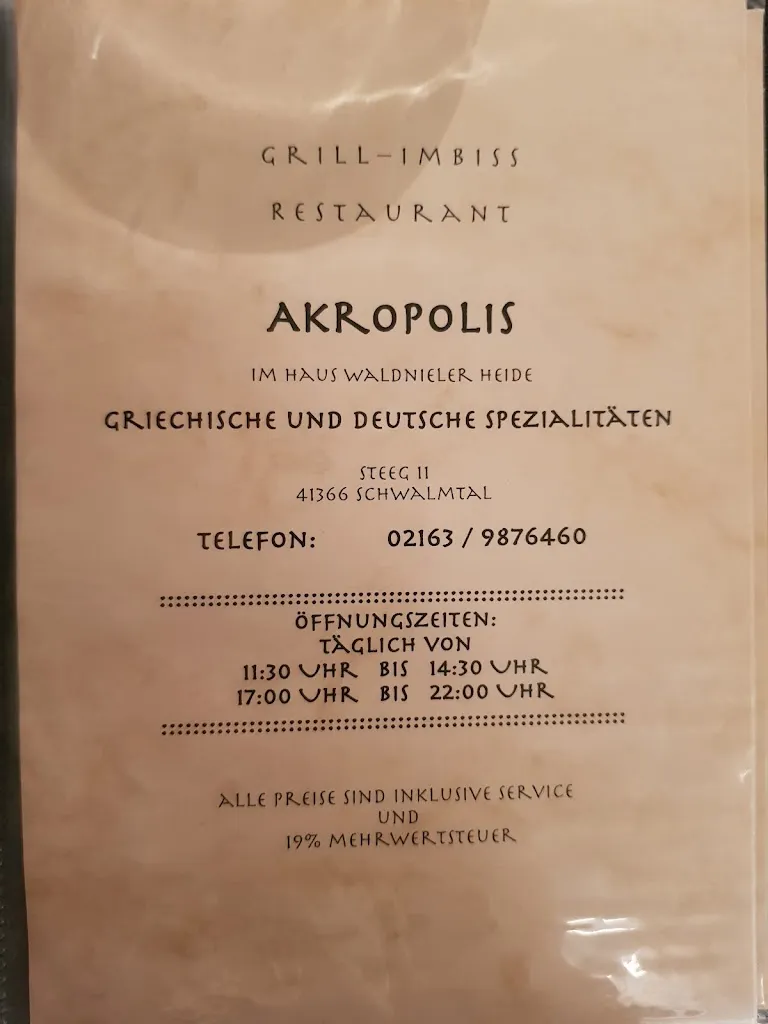 GRILL-IMBISS
RESTAURANT
AKROPOLIS
IM HAUS WALDNIELER HEIDE
GRIECHISCHE UND DEUTSCHE SPEZIALITÄTEN
STEEG 11
41366 SCHWALMTAL
TELEFON: 02163 / 9876460
ÖFFNUNGSZEITEN:
TÄGLICH VON
11:30 UHR BIS 14:30 UHR
17:00 UHR BIS 22:00 UHR
ALLE PREISE SIND INKLUSIVE SERVICE
UND
19% MEHRWERTSTEUER